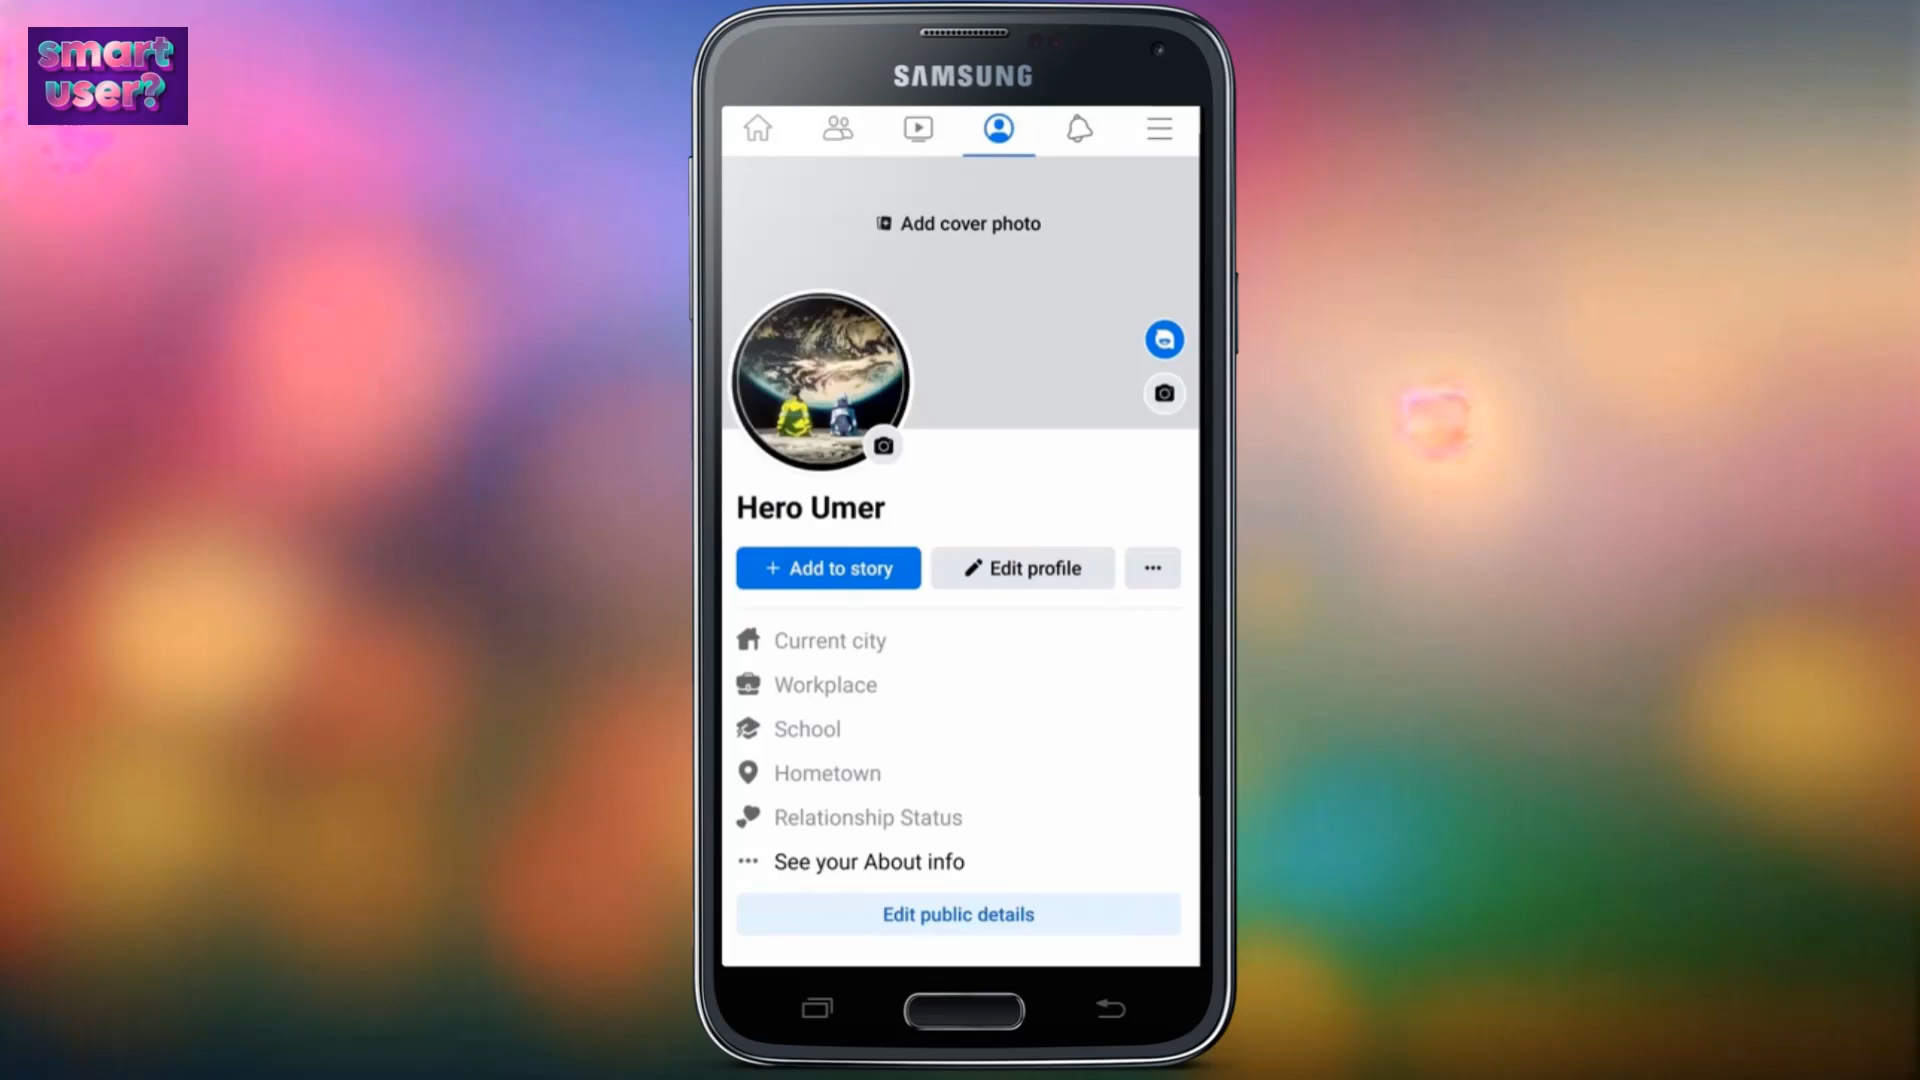 smart
user?
SAMSUNG
Add cover photo
Hero Umer
+ Add to story
Edit profile
Current city
Workplace
School
Hometown
Relationship Status
See your About info
Edit public details